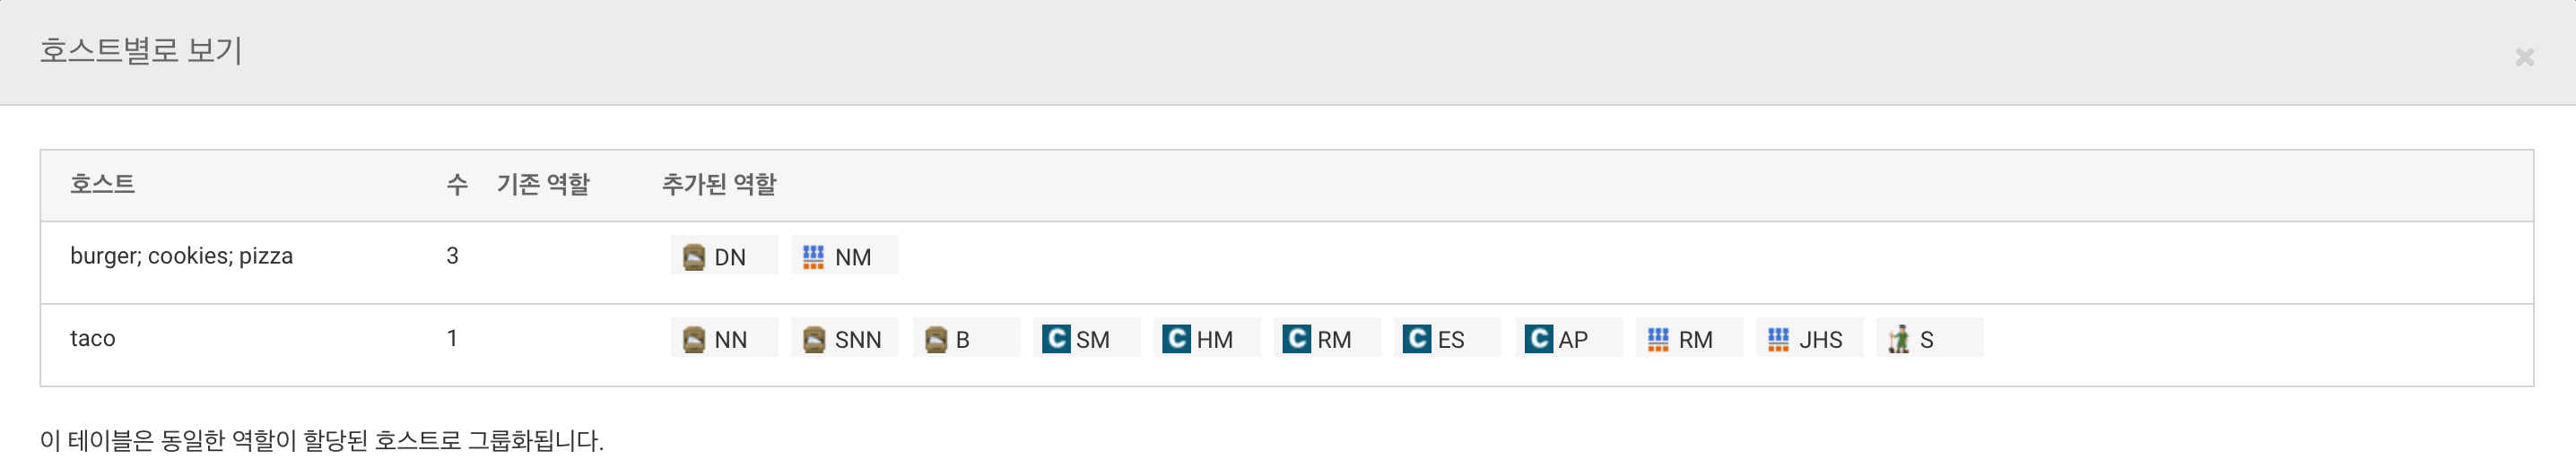 호스트별로 보기
호스트 수 기존 역할 추가된 역할
burger; cookies; pizza 3 DN NM
taco 1 NN SNN B C SM C HM C RM C ES C AP RM JHS S
이 테이블은 동일한 역할이 할당된 호스트로 그룹화됩니다.